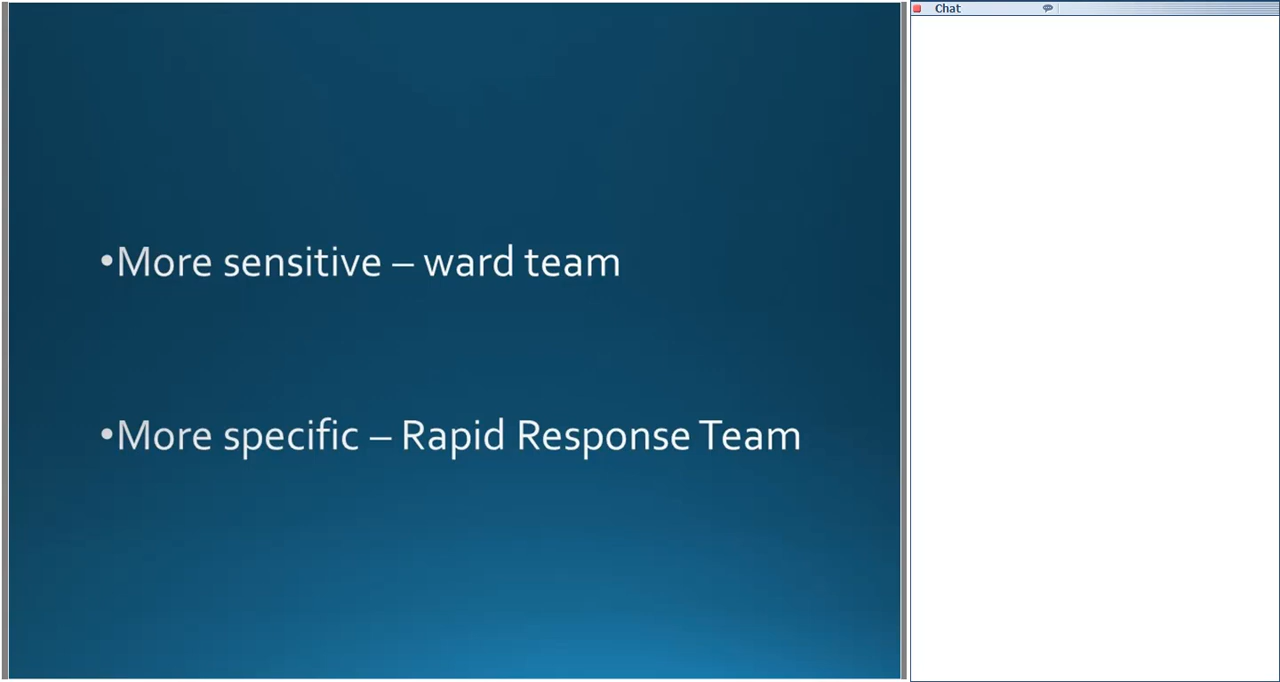 •More sensitive – ward team
•More specific – Rapid Response Team
Chat